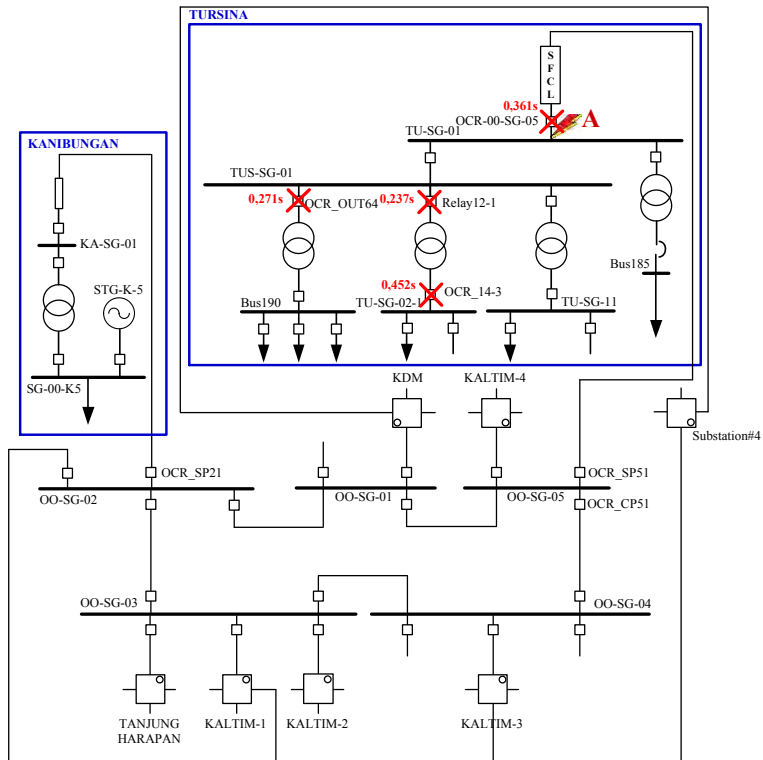 TURSINA
S
F
C
L
0,361s
OCR-00-SG-05
A
TU-SG-01
KANIBUNGAN
TUS-SG-01
0,271s
OCR_OUT64
0,237s
Relay12-1
KA-SG-01
STG-K-5
Bus185
0,452s
OCR_14-3
Bus190
TU-SG-02-1
TU-SG-11
SG-00-K5
KDM
KALTIM-4
Substation#4
OCR_SP21
OCR_SP51
OO-SG-02
OO-SG-01
OO-SG-05
OCR_CP51
OO-SG-03
OO-SG-04
TANJUNG
HARAPAN
KALTIM-1
KALTIM-2
KALTIM-3